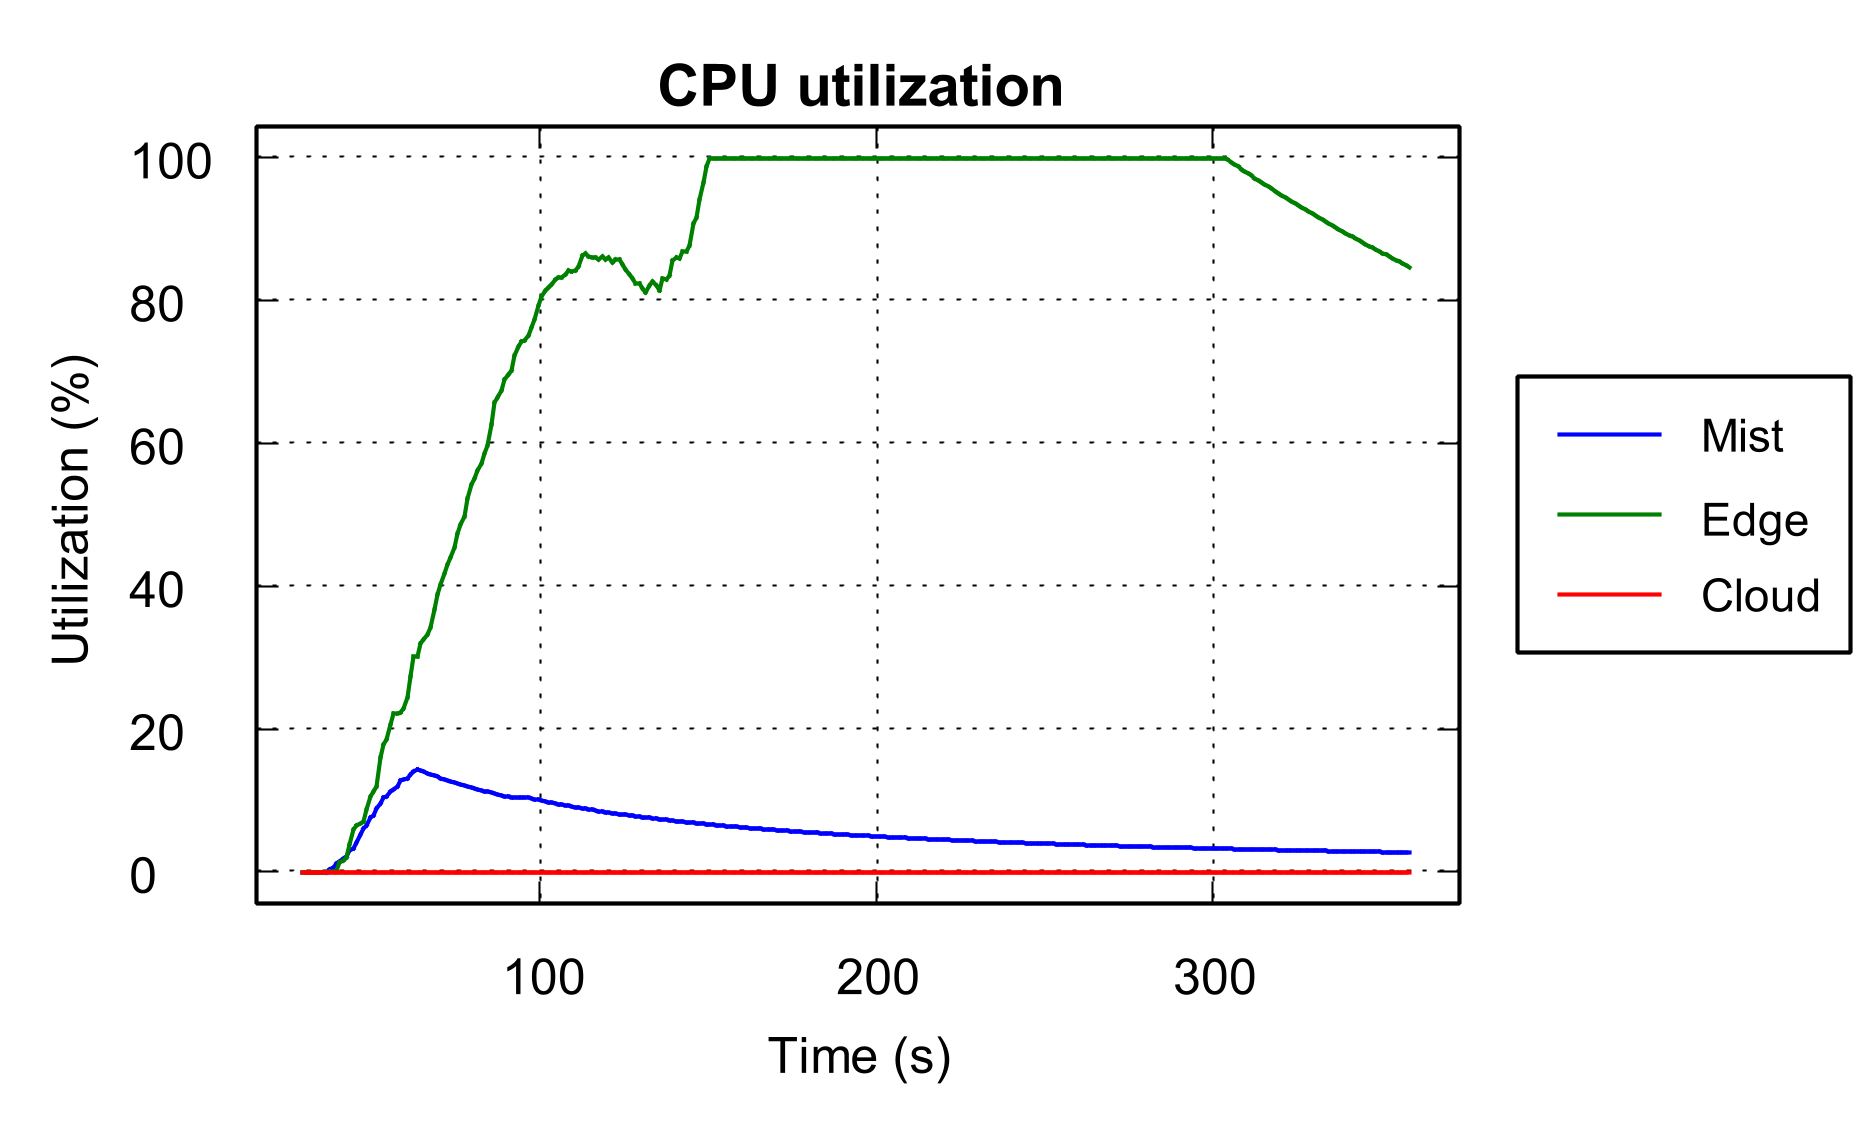 CPU utilization
100
80
60
40
20
0
Utilization (%)
100 200 300
Time (s)
Mist
Edge
Cloud